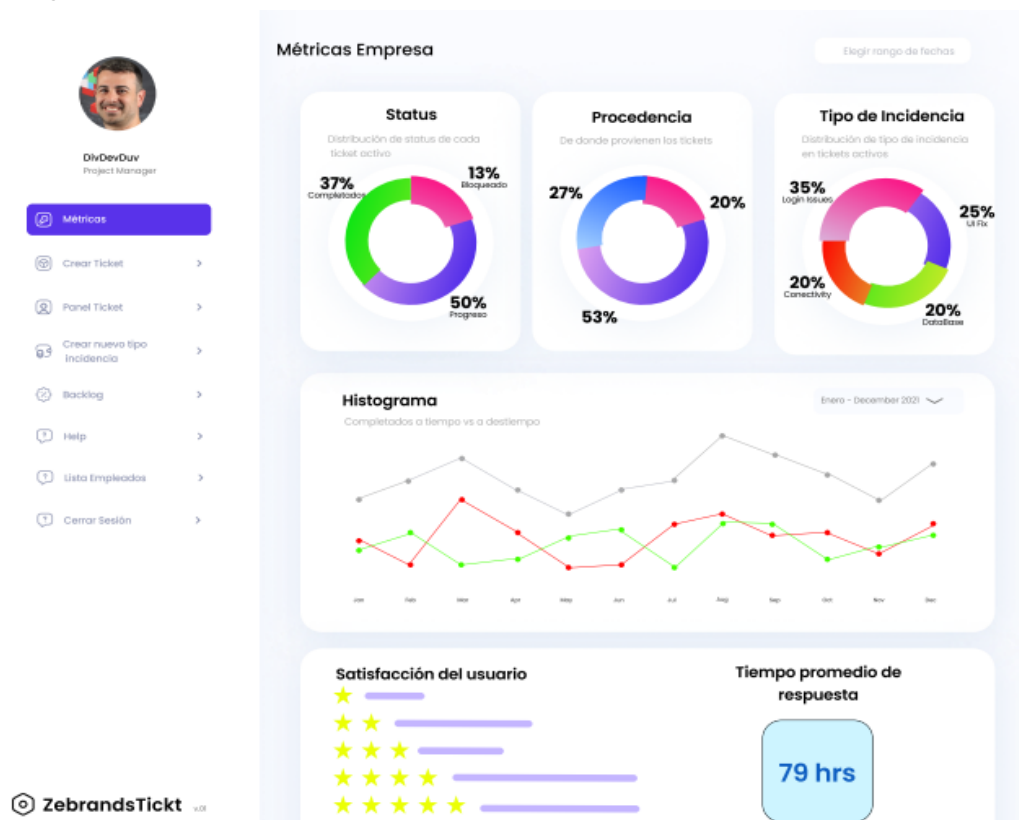 DivDevDuv
Project Manager
Métricas
Crear Ticket
Panel Ticket
Crear nuevo tipo
incidencia
Backlog
Help
Lista Empleados
Cerrar Sesión
ZebrandsTickt
Métricas Empresa
Elegir rango de fechas
Status
Distribución de status de cada
ticket activo
37%
Completados
13%
Bloqueado
50%
Progreso
Procedencia
De donde provienen los tickets
27%
20%
53%
Tipo de Incidencia
Distribución de tipo de incidencia
en tickets activos
35%
Login Issues
25%
UI Fix
20%
Conectivity
20%
DataBase
Histograma
Completados a tiempo vs a destiempo
Enero - December 2021
Jan Feb Mar Apr May Jun Jul Aug Sep Oct Nov Dec
Satisfacción del usuario
Tiempo promedio de
respuesta
79 hrs